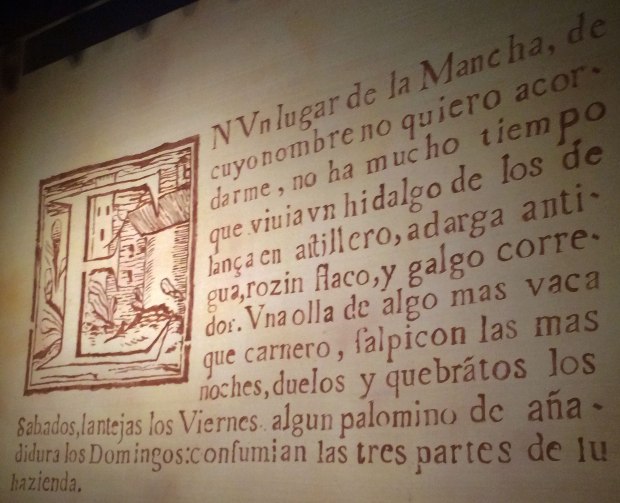 EN Vn lugar de la Mancha, de
cuyo nombre no quiero acor-
darme, no ha mucho tiempo
que viuia vn hidalgo de los de
lança en astillero, adarga anti-
gua, rozin flaco, y galgo corre-
dor. Vna olla de algo mas vaca
que carnero, salpicon las mas
noches, duelos y quebrátos los
Sabados, lantejas los Viernes algun palomino de aña-
didura los Domingos: consumian las tres partes de su
hazienda.